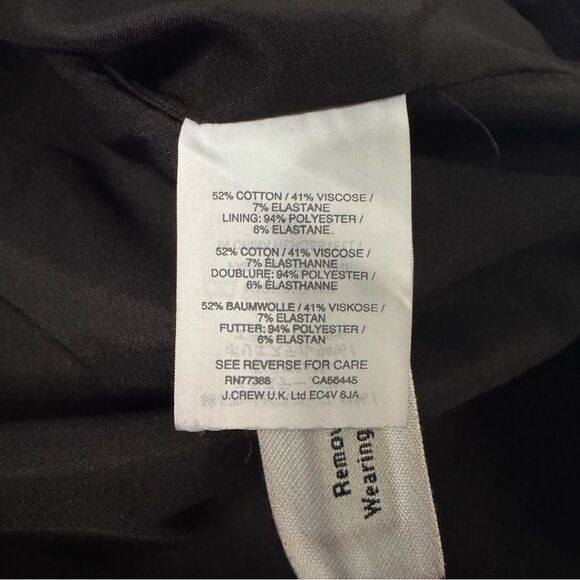 52% COTTON / 41% VISCOSE /
7% ELASTANE
LINING: 94% POLYESTER /
6% ELASTANE.
52% COTON / 41% VISCOSE /
7% ELASTHANNE
DOUBLURE: 94% POLYESTER /
6% ELASTHANNE
52% BAUMWOLLE / 41% VISKOSE /
7% ELASTAN
FUTTER: 94% POLYESTER /
6% ELASTAN
SEE REVERSE FOR CARE
RN77388 CA56445
J.CREW U.K. Ltd EC4V 6JA
Wearing